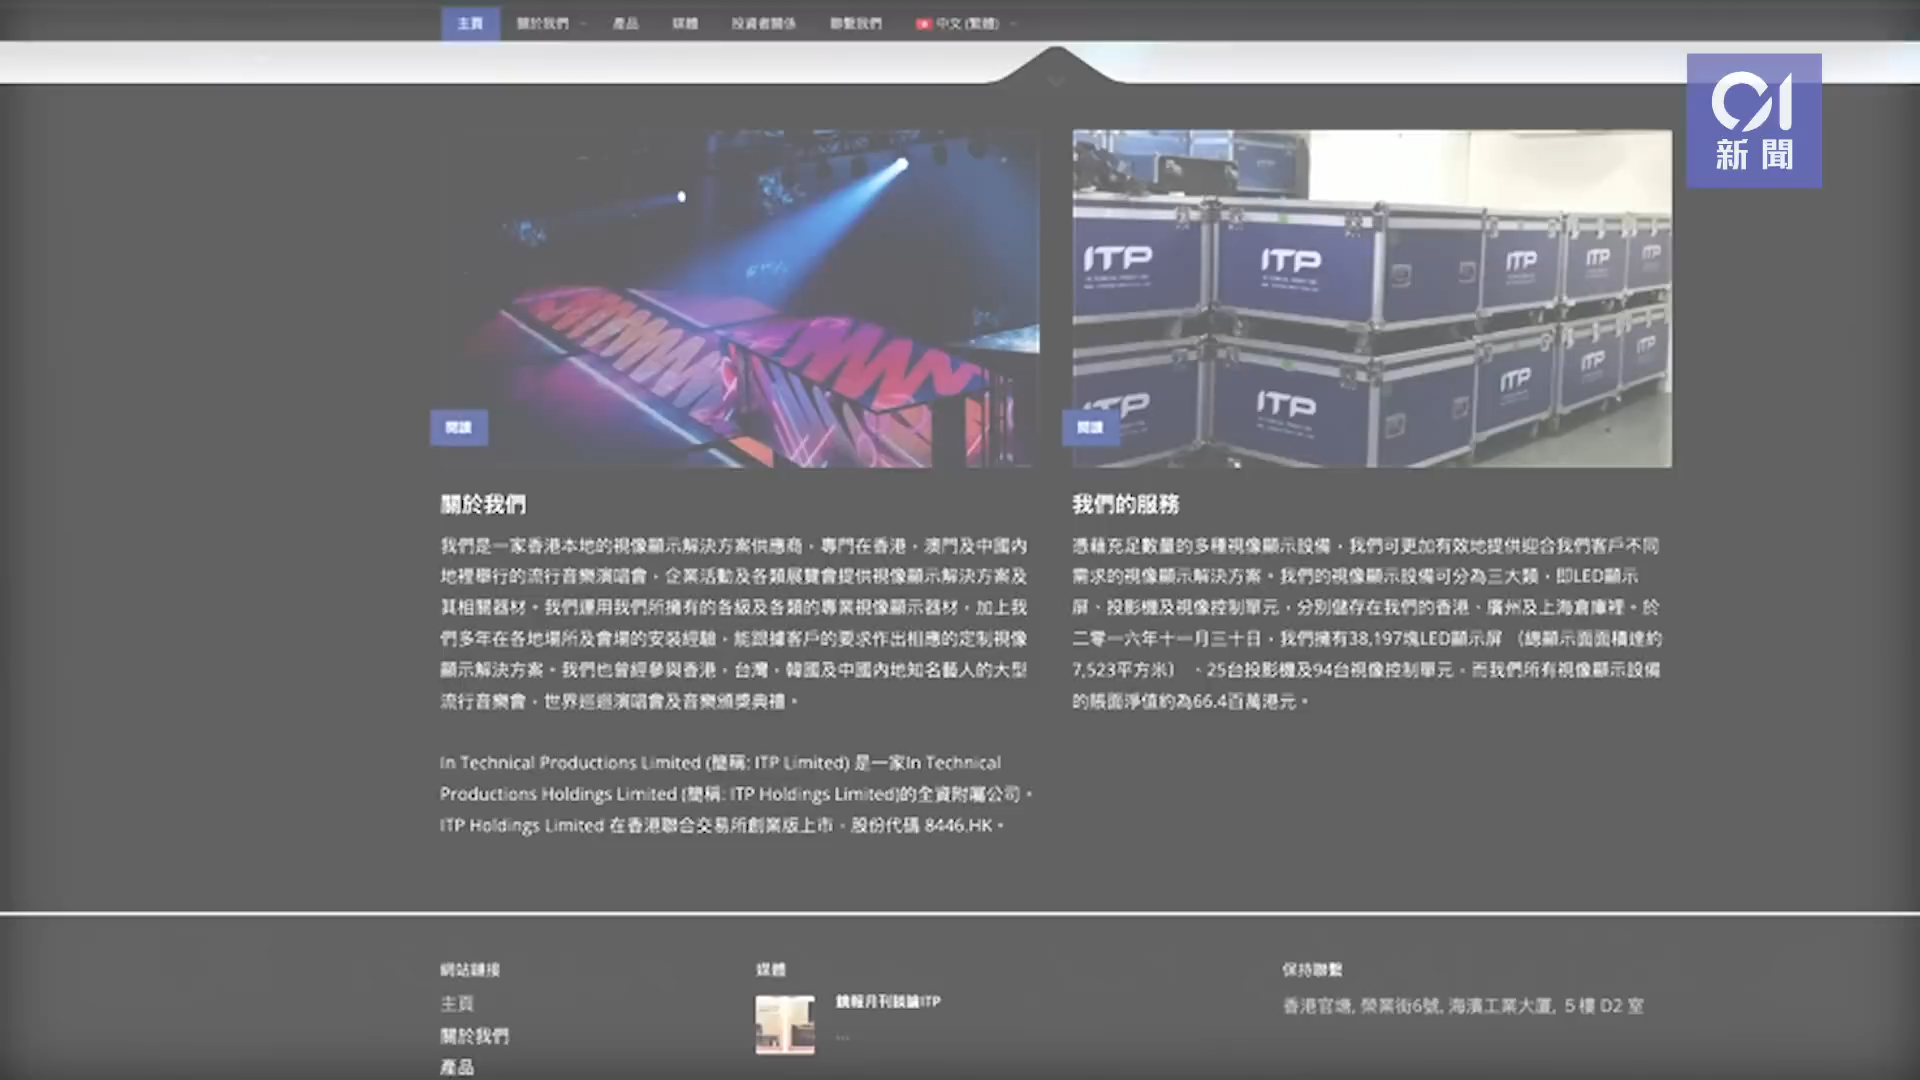 主頁 關於我們 產品 媒體 投資者關係 聯繫我們 中文 (繁體)
01
新聞
ITP
ITP
ITP
ITP
ITP
ITP
ITP
ITP
ITP
ITP
閱讀
閱讀
關於我們
我們是一家香港本地的視像顯示解決方案供應商，專門在香港，澳門及中國內
地裡舉行的流行音樂演唱會，企業活動及各類展覽會提供視像顯示解決方案及
其相關器材。我們運用我們所擁有的各級及各類的專業視像顯示器材，加上我
們多年在各地場所及會場的安裝經驗，能跟據客戶的要求作出相應的定制視像
顯示解決方案。我們也曾經參與香港，台灣，韓國及中國內地知名藝人的大型
流行音樂會，世界巡迴演唱會及音樂頒獎典禮。
In Technical Productions Limited (簡稱: ITP Limited) 是一家In Technical
Productions Holdings Limited (簡稱: ITP Holdings Limited)的全資附屬公司。
ITP Holdings Limited 在香港聯合交易所創業版上市，股份代碼 8446.HK。
我們的服務
憑藉充足數量的多種視像顯示設備，我們可更加有效地提供迎合我們客戶不同
需求的視像顯示解決方案。我們的視像顯示設備可分為三大類，即LED顯示
屏、投影機及視像控制單元，分別儲存在我們的香港、廣州及上海倉庫裡。於
二零一六年十一月三十日，我們擁有38,197塊LED顯示屏 （總顯示面面積達約
7,523平方米） 、25台投影機及94台視像控制單元，而我們所有視像顯示設備
的賬面淨值約為66.4百萬港元。
網站鏈接
主頁
關於我們
產品
媒體
鏡報月刊談論ITP
...
保持聯繫
香港官塘, 榮業街6號, 海濱工業大廈, 5 樓 D2 室